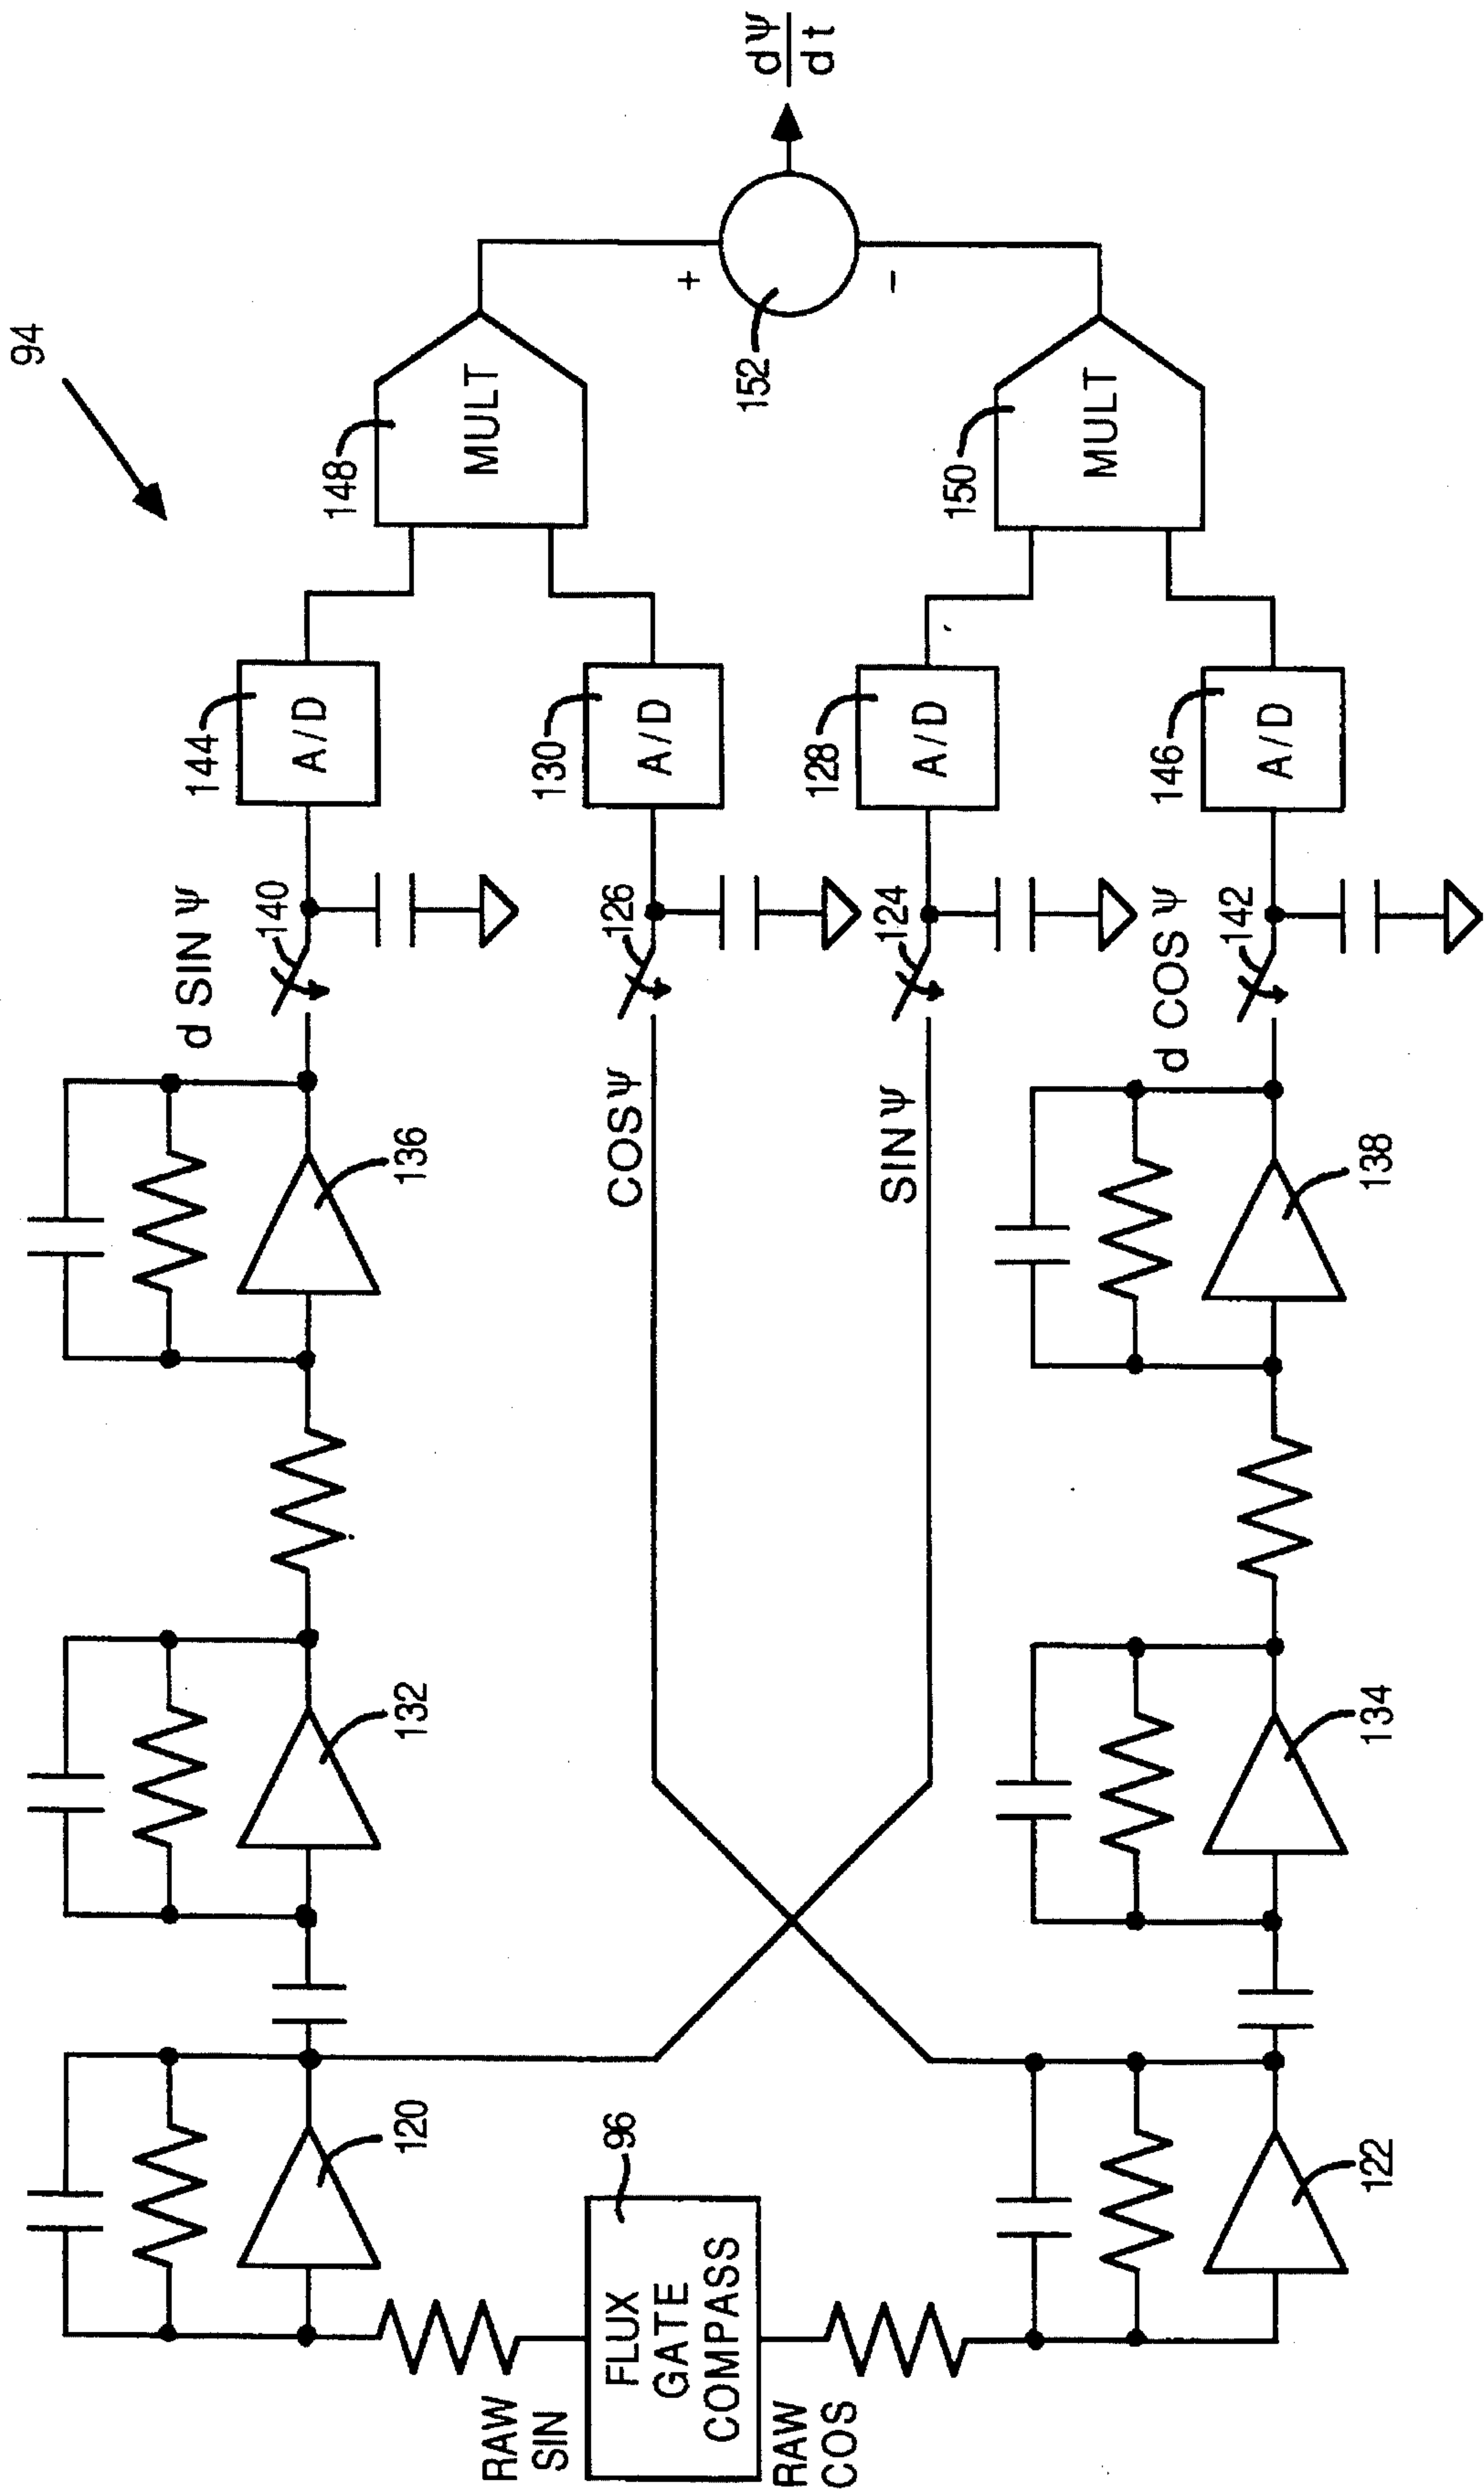 94
dΨ
dt
+
−
152
148
MULT
150
MULT
144
A/D
130
A/D
128
A/D
146
A/D
d SIN Ψ
140
126
124
d COS Ψ
142
136
COS Ψ
SIN Ψ
138
132
134
120
96
FLUX
GATE
COMPASS
122
RAW
SIN
RAW
COS